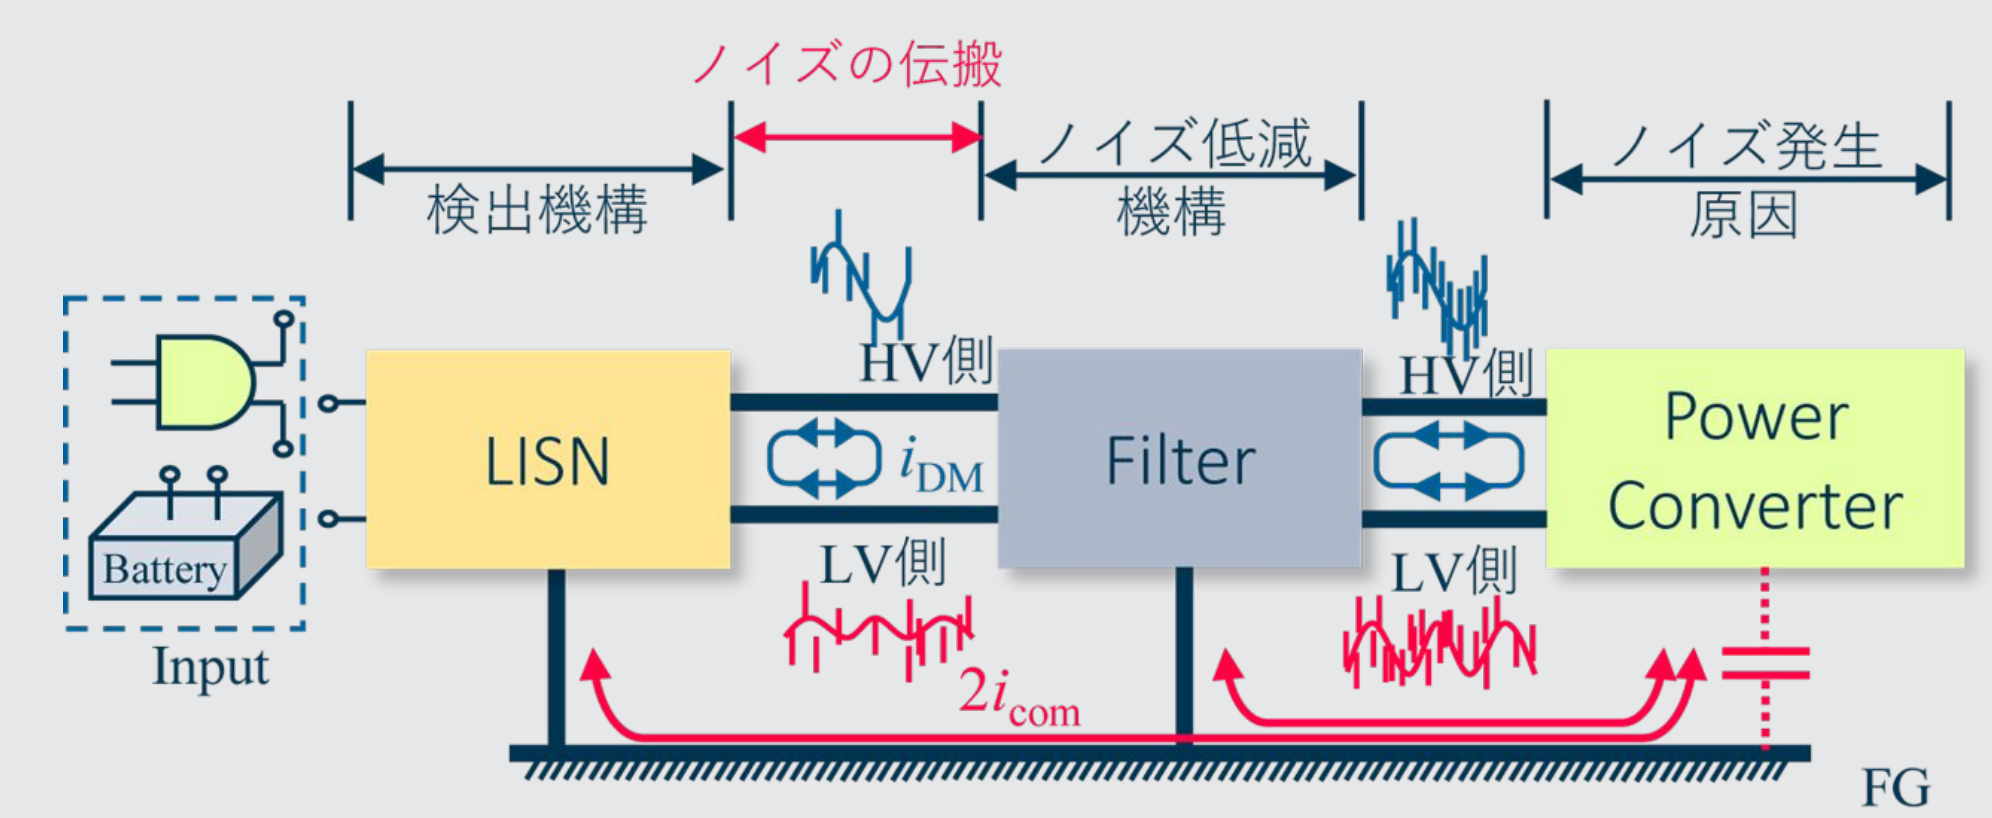 ノイズの伝搬
検出機構
ノイズ低減
機構
ノイズ発生
原因
HV側
HV側
LISN
iDM
Filter
Power
Converter
Battery
LV側
LV側
Input
2icom
FG